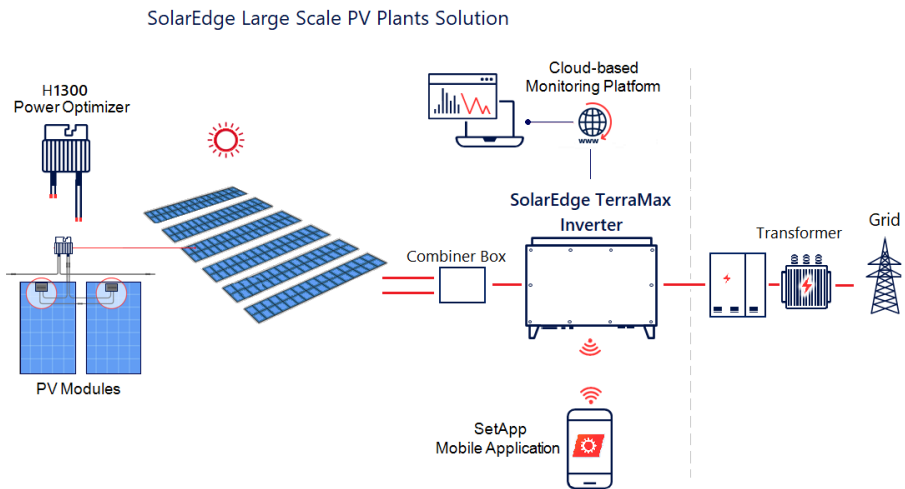 SolarEdge Large Scale PV Plants Solution
H1300
Power Optimizer
Cloud-based
Monitoring Platform
www
SolarEdge TerraMax
Inverter
Combiner Box
Transformer
Grid
PV Modules
SetApp
Mobile Application